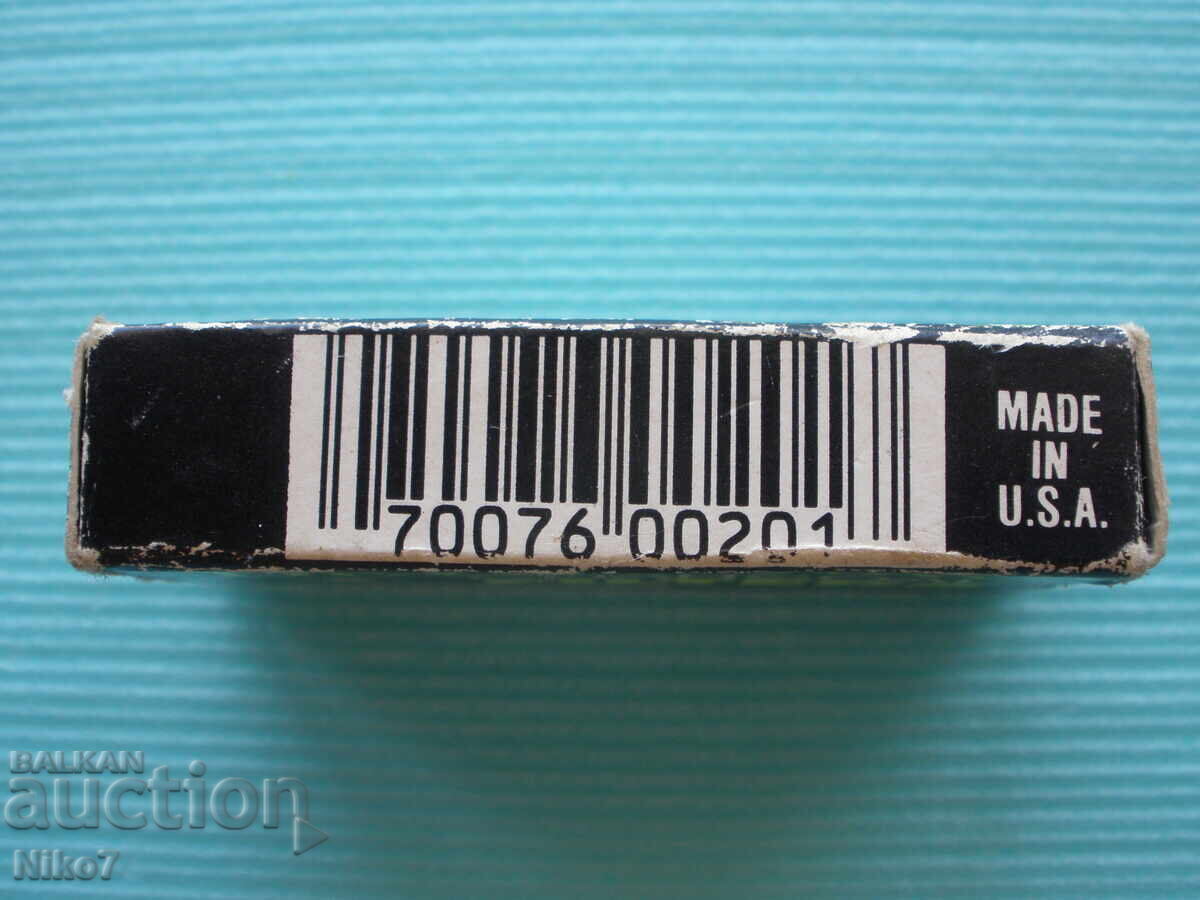 70076 00201
MADE
IN
U.S.A.
BALKAN
auction
Niko7